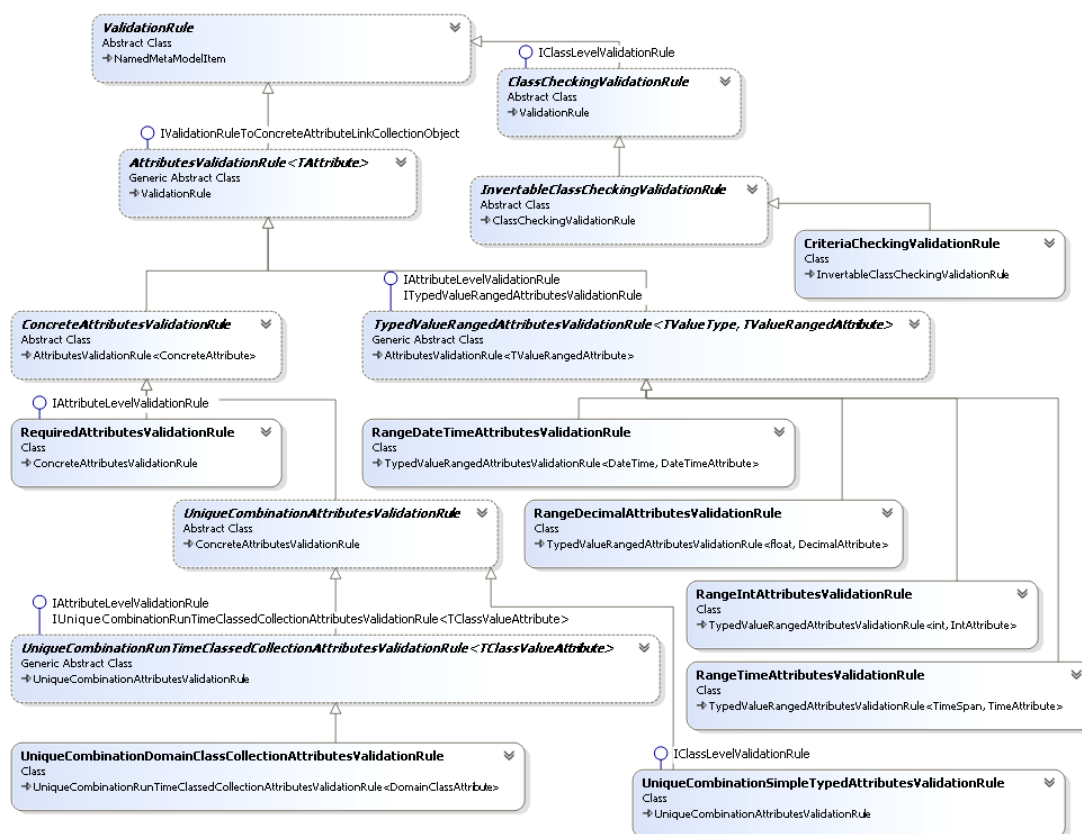 ValidationRule
Abstract Class
NamedMetaModelItem
IClassLevelValidationRule
ClassCheckingValidationRule
Abstract Class
ValidationRule
IValidationRuleToConcreteAttributeLinkCollectionObject
AttributesValidationRule<TAttribute>
Generic Abstract Class
ValidationRule
InvertableClassCheckingValidationRule
Abstract Class
ClassCheckingValidationRule
CriteriaCheckingValidationRule
Class
InvertableClassCheckingValidationRule
IAttributeLevelValidationRule
ITypedValueRangedAttributesValidationRule
ConcreteAttributesValidationRule
Abstract Class
AttributesValidationRule<ConcreteAttribute>
TypedValueRangedAttributesValidationRule<TValueType, TValueRangedAttribute>
Generic Abstract Class
AttributesValidationRule<TValueRangedAttribute>
IAttributeLevelValidationRule
RequiredAttributesValidationRule
Class
ConcreteAttributesValidationRule
RangeDateTimeAttributesValidationRule
Class
TypedValueRangedAttributesValidationRule<DateTime, DateTimeAttribute>
UniqueCombinationAttributesValidationRule
Abstract Class
ConcreteAttributesValidationRule
RangeDecimalAttributesValidationRule
Class
TypedValueRangedAttributesValidationRule<float, DecimalAttribute>
RangeIntAttributesValidationRule
Class
TypedValueRangedAttributesValidationRule<int, IntAttribute>
IAttributeLevelValidationRule
IUniqueCombinationRunTimeClassedCollectionAttributesValidationRule<TClassValueAttribute>
UniqueCombinationRunTimeClassedCollectionAttributesValidationRule<TClassValueAttribute>
Generic Abstract Class
UniqueCombinationAttributesValidationRule
RangeTimeAttributesValidationRule
Class
TypedValueRangedAttributesValidationRule<TimeSpan, TimeAttribute>
UniqueCombinationDomainClassCollectionAttributesValidationRule
Class
UniqueCombinationRunTimeClassedCollectionAttributesValidationRule<DomainClassAttribute>
IClassLevelValidationRule
UniqueCombinationSimpleTypedAttributesValidationRule
Class
UniqueCombinationAttributesValidationRule